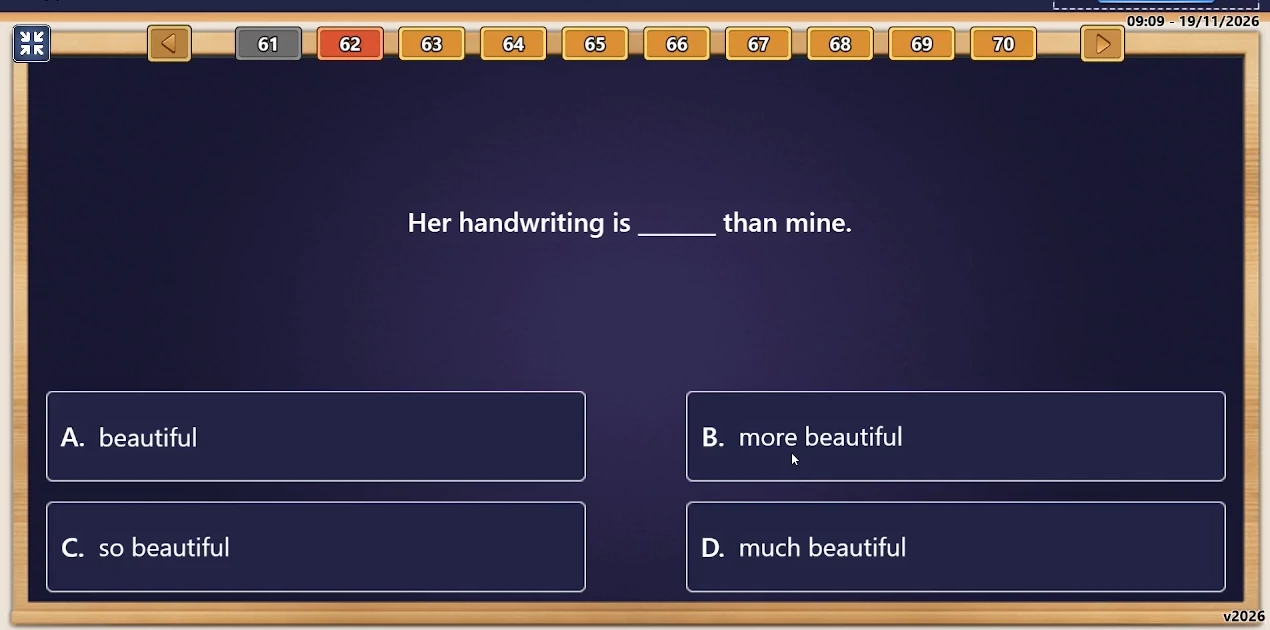 09:09 - 19/11/2026
61 62 63 64 65 66 67 68 69 70
Her handwriting is ______ than mine.
A. beautiful
B. more beautiful
C. so beautiful
D. much beautiful
v2026